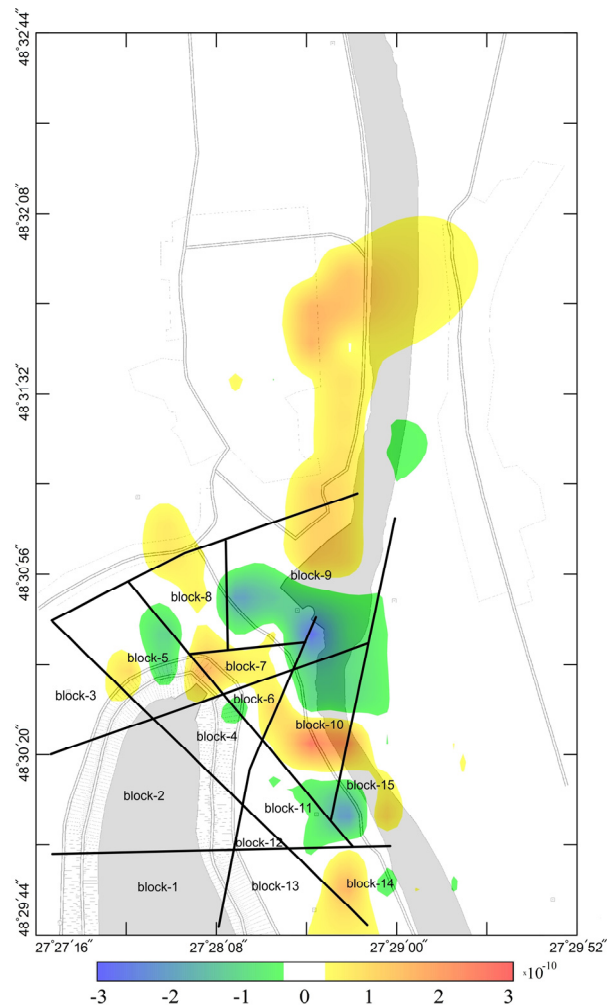 48°32′44″
48°32′08″
48°31′32″
block-9
48°30′56″
block-8
block-5
block-7
block-3
block-6
block-10
block-4
48°30′20″
block-15
block-2
block-11
block-12
block-1
block-13
block-14
48°29′44″
27°27′16″
27°28′08″
27°29′00″
27°29′52″
×10⁻¹⁰
-3
-2
-1
0
1
2
3